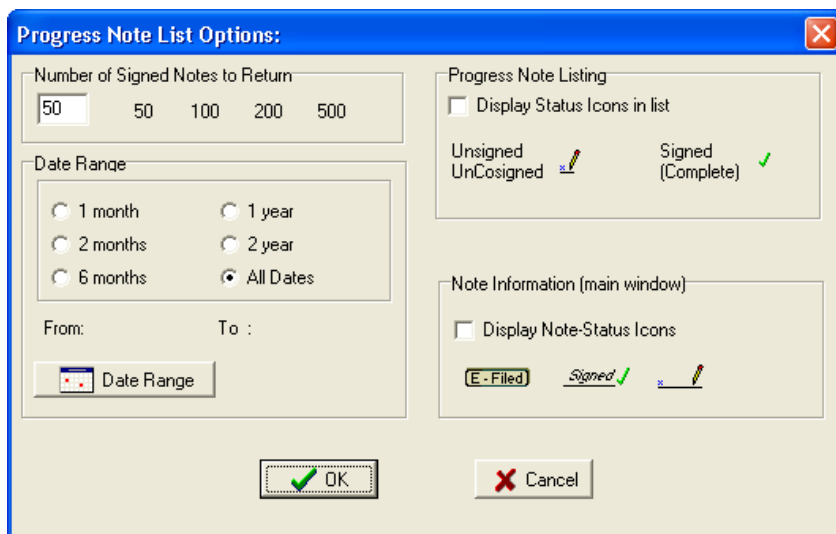 Progress Note List Options:
Number of Signed Notes to Return
50 50 100 200 500
Date Range
1 month
1 year
2 months
2 year
6 months
All Dates
From: To :
Date Range
Progress Note Listing
Display Status Icons in list
Unsigned
UnCosigned
Signed
(Complete)
Note Information (main window)
Display Note-Status Icons
E - Filed
Signed
x
OK
Cancel